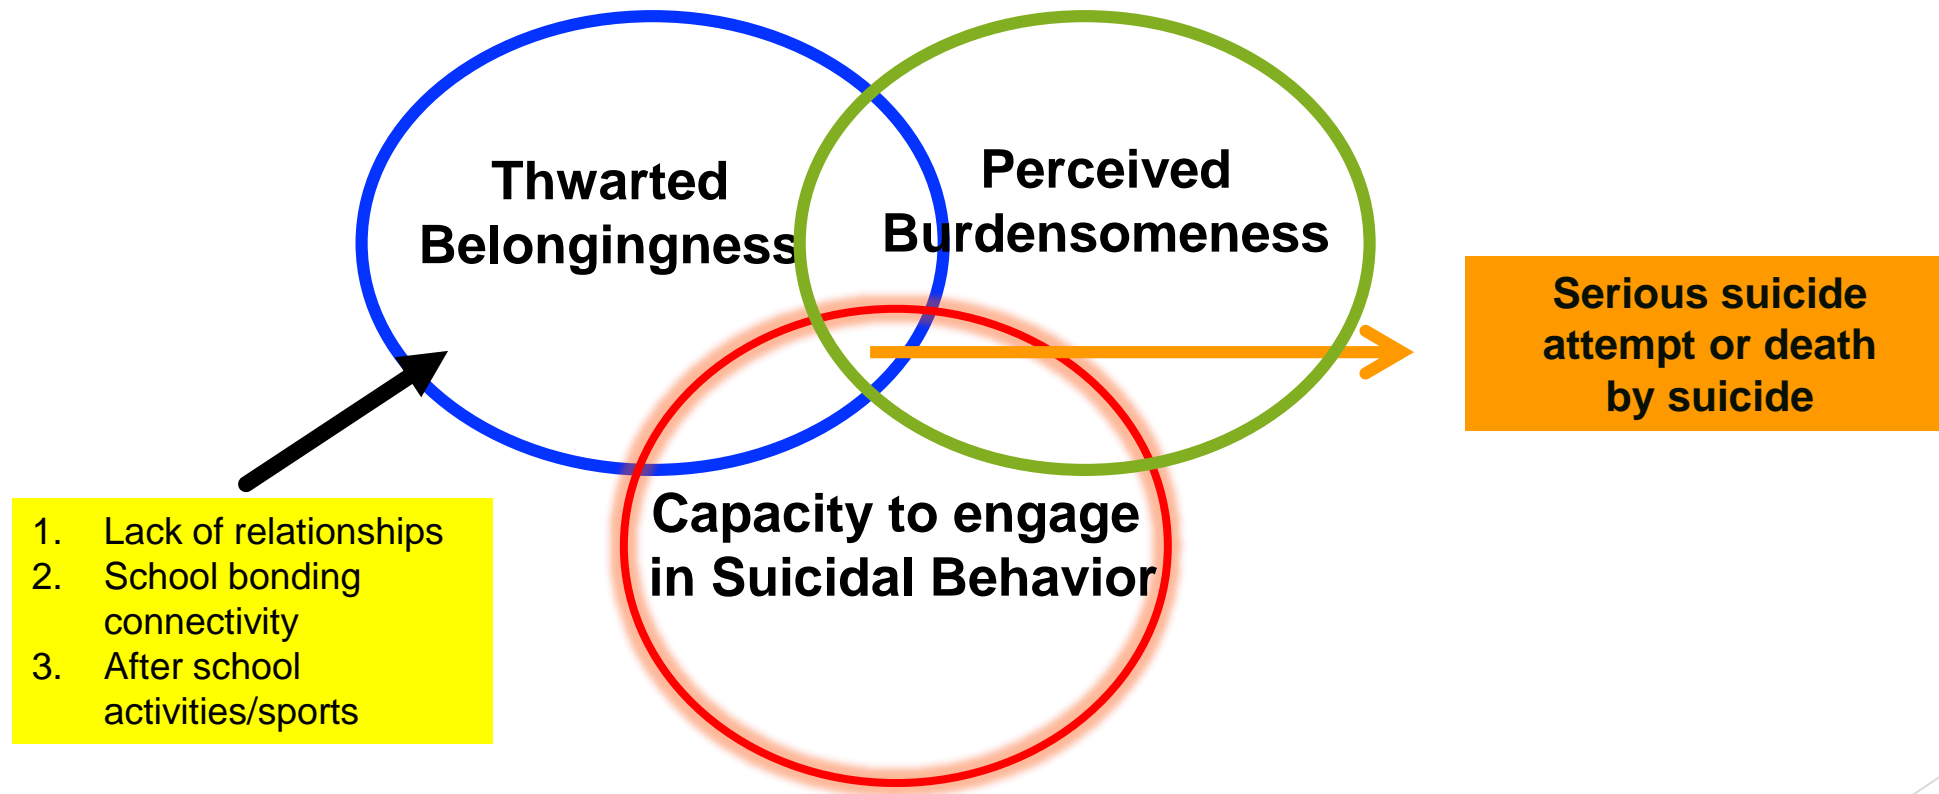 Thwarted
Belongingness
Perceived
Burdensomeness
Serious suicide
attempt or death
by suicide
Capacity to engage
in Suicidal Behavior
1. Lack of relationships
2. School bonding
connectivity
3. After school
activities/sports